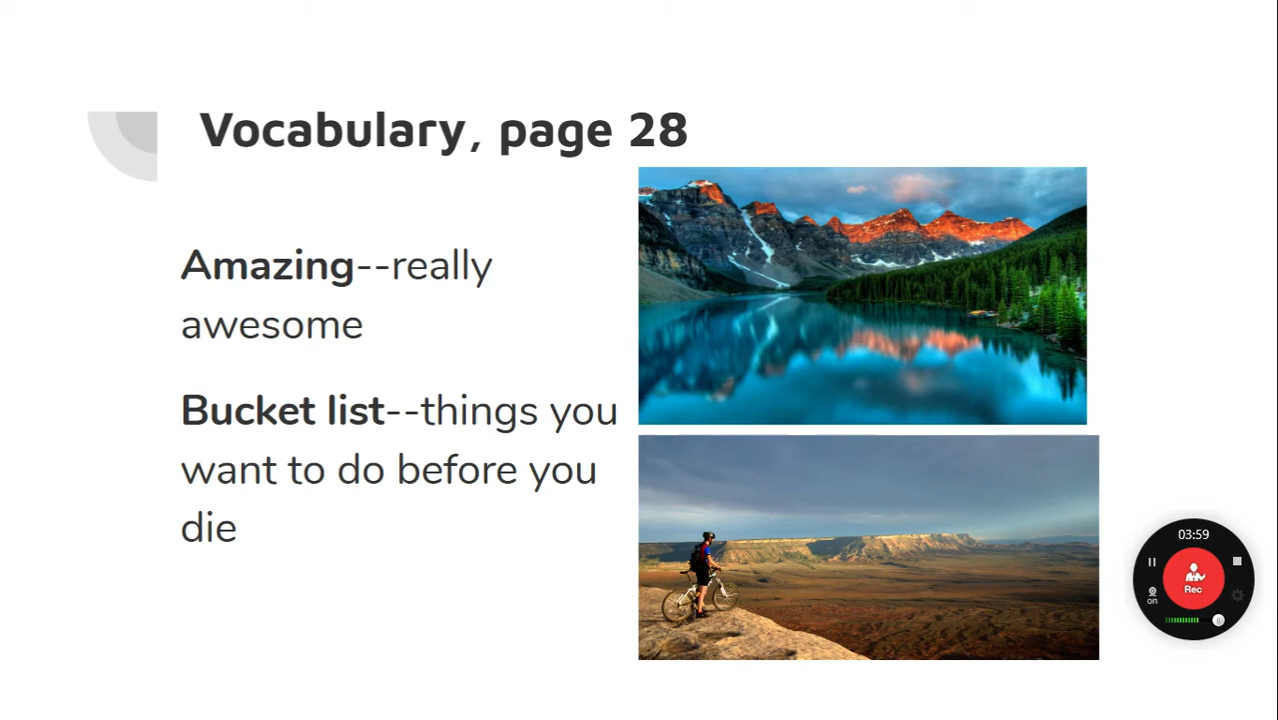 Vocabulary, page 28
Amazing--really
awesome
Bucket list--things you
want to do before you
die
03:59
Rec
on